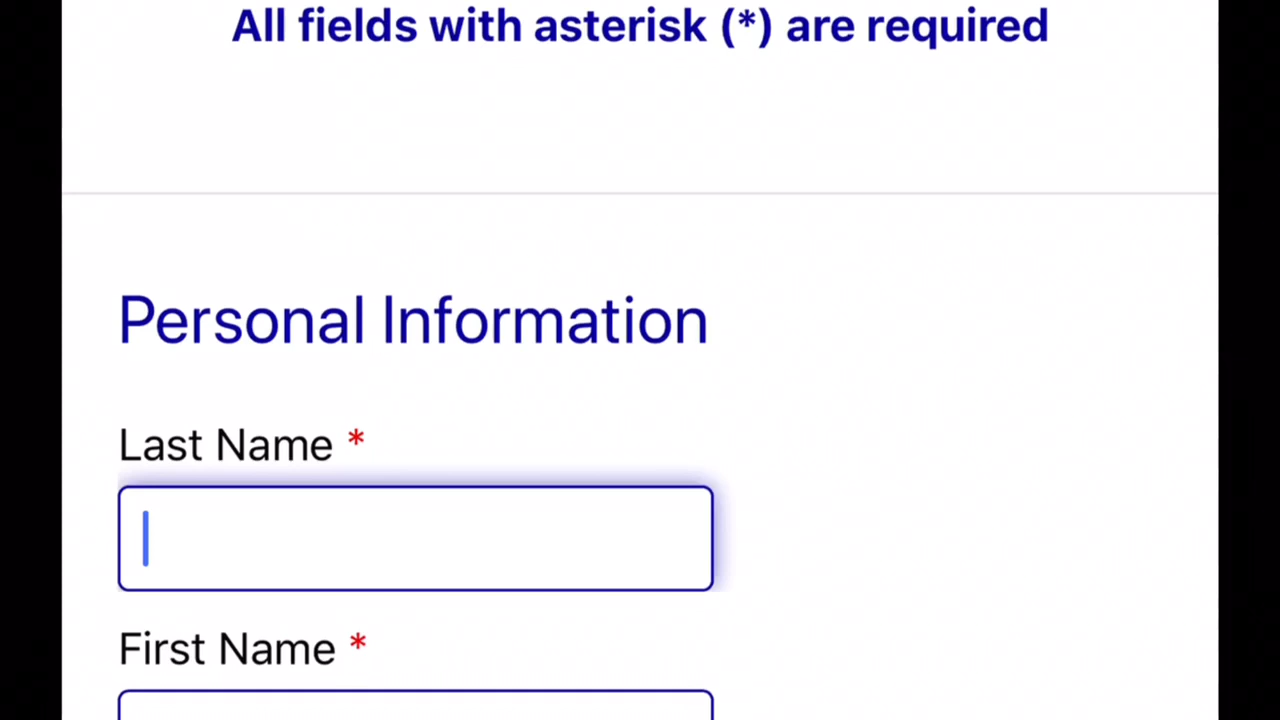 All fields with asterisk (*) are required
Personal Information
Last Name *
First Name *